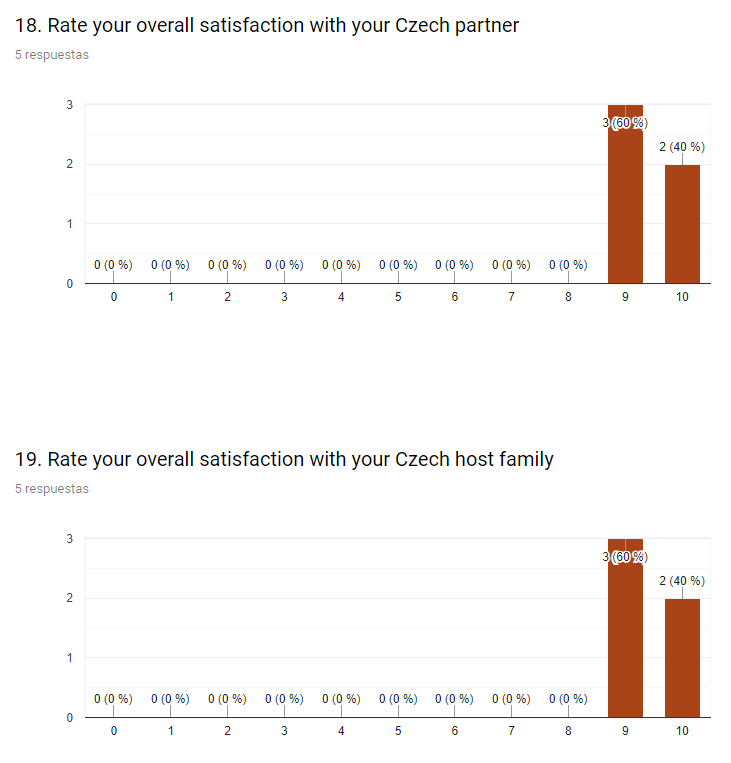 18. Rate your overall satisfaction with your Czech partner
5 respuestas
3
3 (60 %)
2 (40 %)
2
1
0 (0 %) 0 (0 %) 0 (0 %) 0 (0 %) 0 (0 %) 0 (0 %) 0 (0 %) 0 (0 %) 0 (0 %)
0
0 1 2 3 4 5 6 7 8 9 10
19. Rate your overall satisfaction with your Czech host family
5 respuestas
3
3 (60 %)
2 (40 %)
2
1
0 (0 %) 0 (0 %) 0 (0 %) 0 (0 %) 0 (0 %) 0 (0 %) 0 (0 %) 0 (0 %) 0 (0 %)
0
0 1 2 3 4 5 6 7 8 9 10